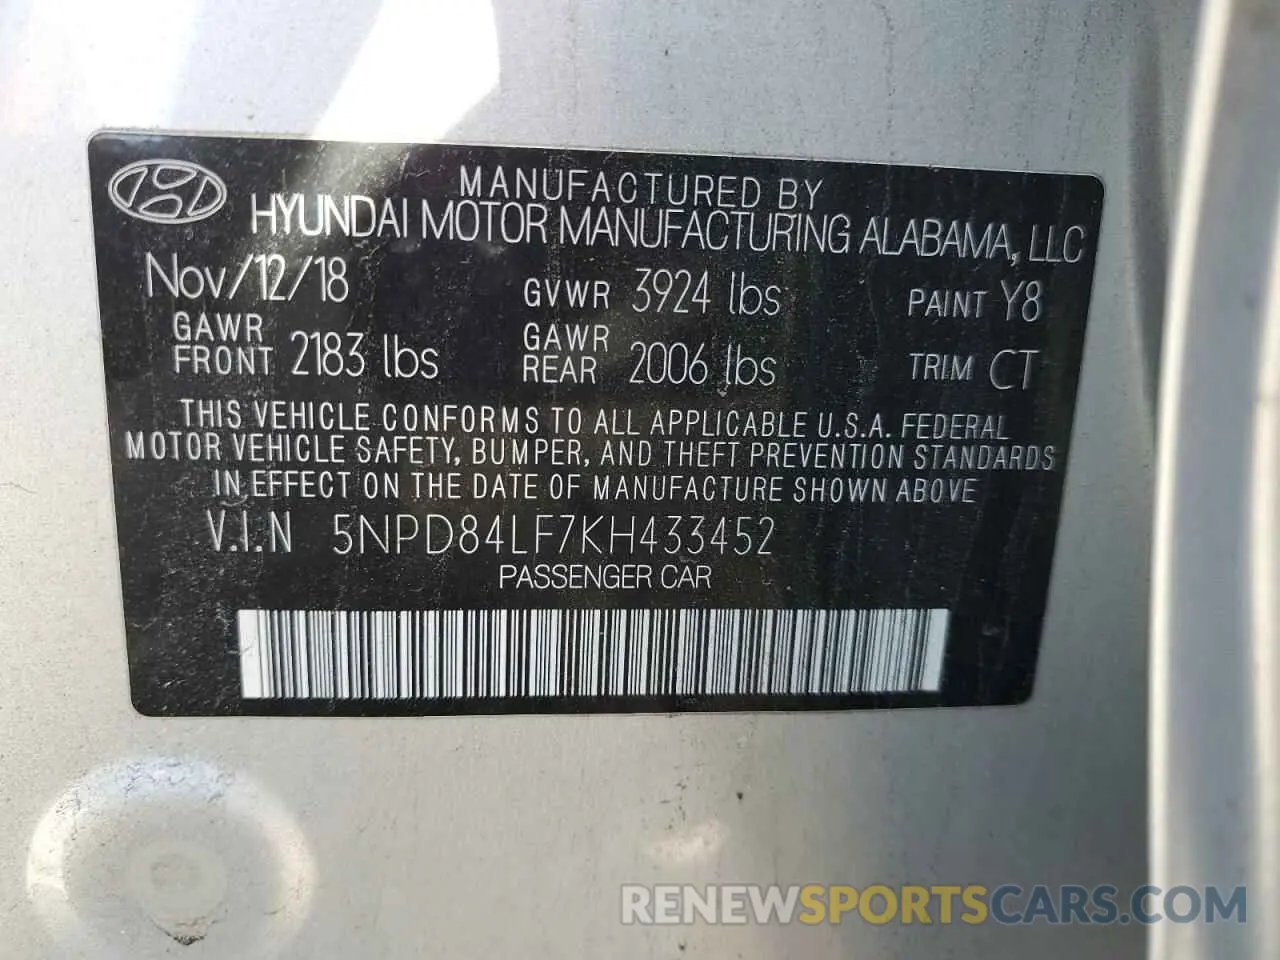 MANUFACTURED BY
HYUNDAI MOTOR MANUFACTURING ALABAMA, LLC
Nov/12/18 GVWR 3924 lbs PAINT Y8
GAWR FRONT 2183 lbs GAWR REAR 2006 lbs TRIM CT
THIS VEHICLE CONFORMS TO ALL APPLICABLE U.S.A. FEDERAL
MOTOR VEHICLE SAFETY, BUMPER, AND THEFT PREVENTION STANDARDS
IN EFFECT ON THE DATE OF MANUFACTURE SHOWN ABOVE
V.I.N 5NPD84LF7KH433452
PASSENGER CAR
RENEWSPORTSCARS.COM